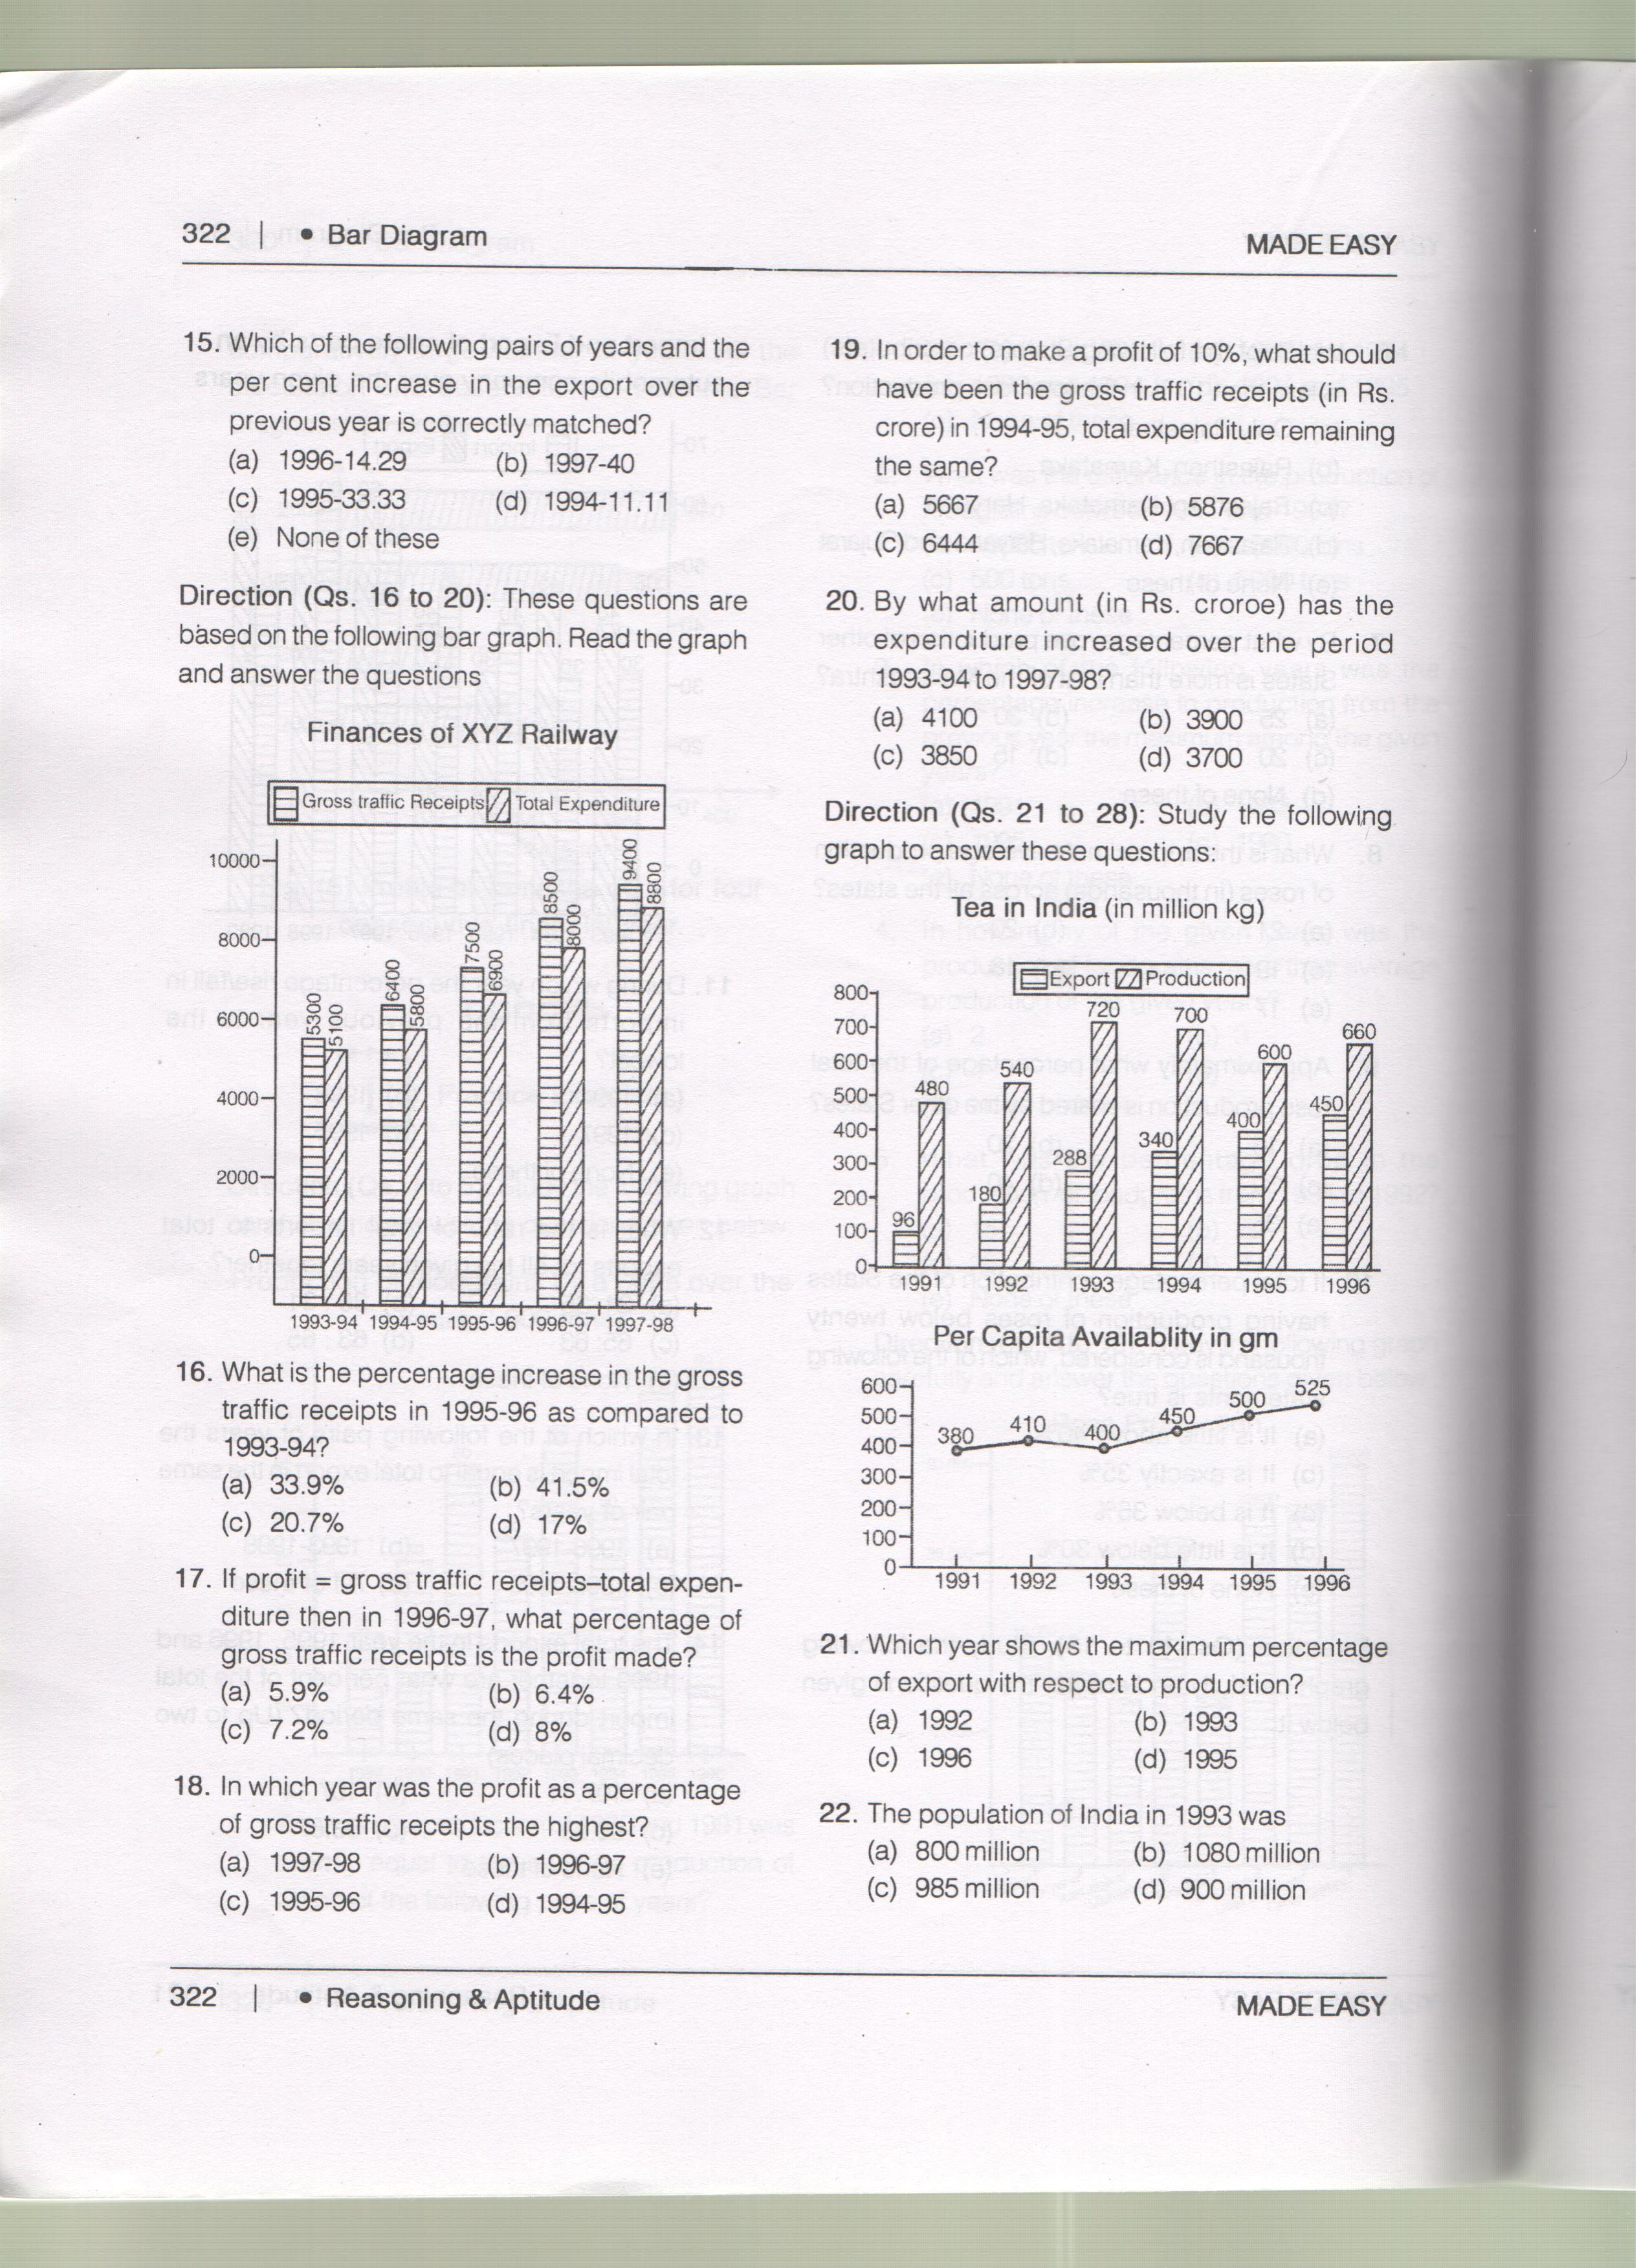 322 | • Bar Diagram
MADE EASY
15. Which of the following pairs of years and the
per cent increase in the export over the
previous year is correctly matched?
(a) 1996-14.29 (b) 1997-40
(c) 1995-33.33 (d) 1994-11.11
(e) None of these
Direction (Qs. 16 to 20): These questions are
based on the following bar graph. Read the graph
and answer the questions
Finances of XYZ Railway
Gross traffic Receipts Total Expenditure
10000
8000
6000
4000
2000
0
5300
5100
6400
5800
7500
6900
8500
8000
9400
8800
1993-94 1994-95 1995-96 1996-97 1997-98
16. What is the percentage increase in the gross
traffic receipts in 1995-96 as compared to
1993-94?
(a) 33.9% (b) 41.5%
(c) 20.7% (d) 17%
17. If profit = gross traffic receipts–total expen-
diture then in 1996-97, what percentage of
gross traffic receipts is the profit made?
(a) 5.9% (b) 6.4%
(c) 7.2% (d) 8%
18. In which year was the profit as a percentage
of gross traffic receipts the highest?
(a) 1997-98 (b) 1996-97
(c) 1995-96 (d) 1994-95
19. In order to make a profit of 10%, what should
have been the gross traffic receipts (in Rs.
crore) in 1994-95, total expenditure remaining
the same?
(a) 5667 (b) 5876
(c) 6444 (d) 7667
20. By what amount (in Rs. croroe) has the
expenditure increased over the period
1993-94 to 1997-98?
(a) 4100 (b) 3900
(c) 3850 (d) 3700
Direction (Qs. 21 to 28): Study the following
graph to answer these questions:
Tea in India (in million kg)
Export Production
800
700
600
500
400
300
200
100
0
96
480
180
540
288
720
340
700
400
600
450
660
1991 1992 1993 1994 1995 1996
Per Capita Availablity in gm
600
500
400
300
200
100
0
380 410 400 450 500 525
1991 1992 1993 1994 1995 1996
21. Which year shows the maximum percentage
of export with respect to production?
(a) 1992 (b) 1993
(c) 1996 (d) 1995
22. The population of India in 1993 was
(a) 800 million (b) 1080 million
(c) 985 million (d) 900 million
322 | • Reasoning & Aptitude
MADE EASY